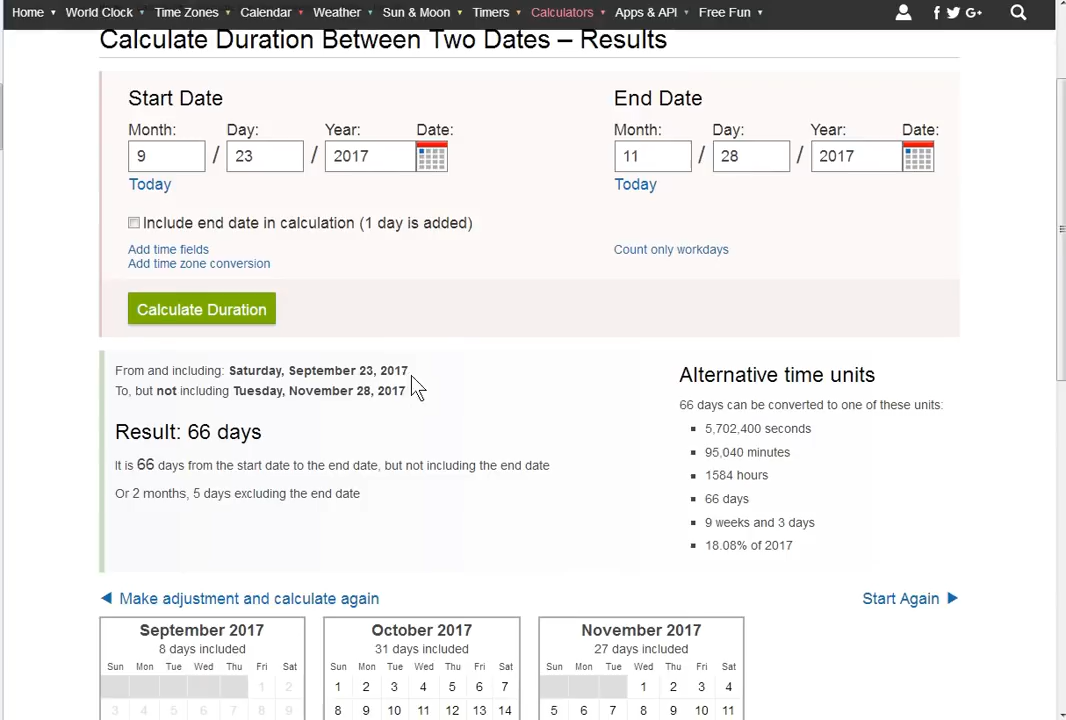 Home World Clock Time Zones Calendar Weather Sun & Moon Timers Calculators Apps & API Free Fun
Calculate Duration Between Two Dates – Results
Start Date
Month: Day: Year: Date:
9 / 23 / 2017
Today
End Date
Month: Day: Year: Date:
11 / 28 / 2017
Today
Include end date in calculation (1 day is added)
Add time fields
Add time zone conversion
Count only workdays
Calculate Duration
From and including: Saturday, September 23, 2017
To, but not including Tuesday, November 28, 2017
Result: 66 days
It is 66 days from the start date to the end date, but not including the end date
Or 2 months, 5 days excluding the end date
Alternative time units
66 days can be converted to one of these units:
5,702,400 seconds
95,040 minutes
1584 hours
66 days
9 weeks and 3 days
18.08% of 2017
Make adjustment and calculate again
Start Again
September 2017
8 days included
Sun Mon Tue Wed Thu Fri Sat
1 2
3 4 5 6 7 8 9
October 2017
31 days included
Sun Mon Tue Wed Thu Fri Sat
1 2 3 4 5 6 7
8 9 10 11 12 13 14
November 2017
27 days included
Sun Mon Tue Wed Thu Fri Sat
1 2 3 4
5 6 7 8 9 10 11